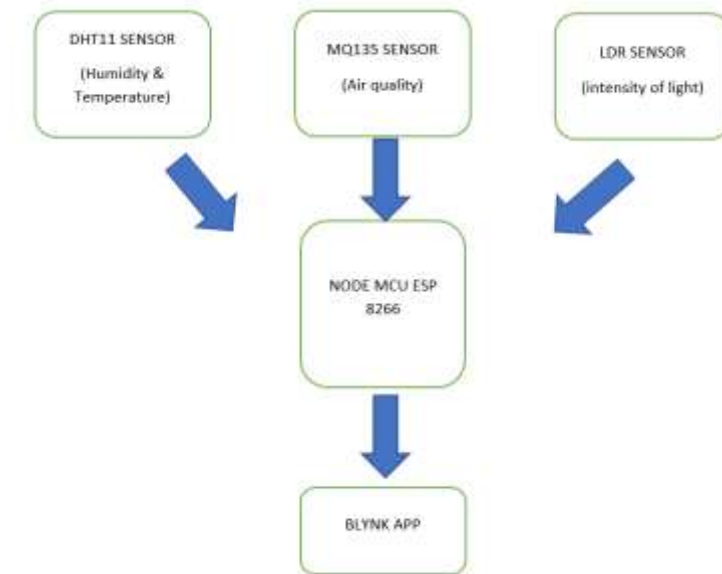 DHT11 SENSOR
(Humidity &
Temperature)
MQ135 SENSOR
(Air quality)
LDR SENSOR
(intensity of light)
NODE MCU ESP
8266
BLYNK APP